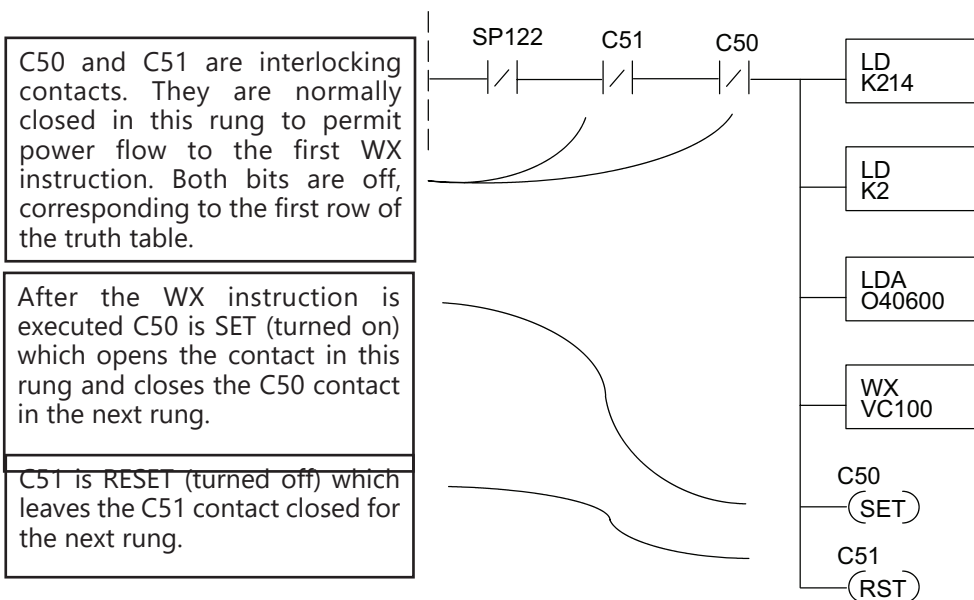 C50 and C51 are interlocking
contacts. They are normally
closed in this rung to permit
power flow to the first WX
instruction. Both bits are off,
corresponding to the first row of
the truth table.
After the WX instruction is
executed C50 is SET (turned on)
which opens the contact in this
rung and closes the C50 contact
in the next rung.
C51 is RESET (turned off) which
leaves the C51 contact closed for
the next rung.
SP122 C51 C50
LD
K214
LD
K2
LDA
O40600
WX
VC100
C50
SET
C51
RST